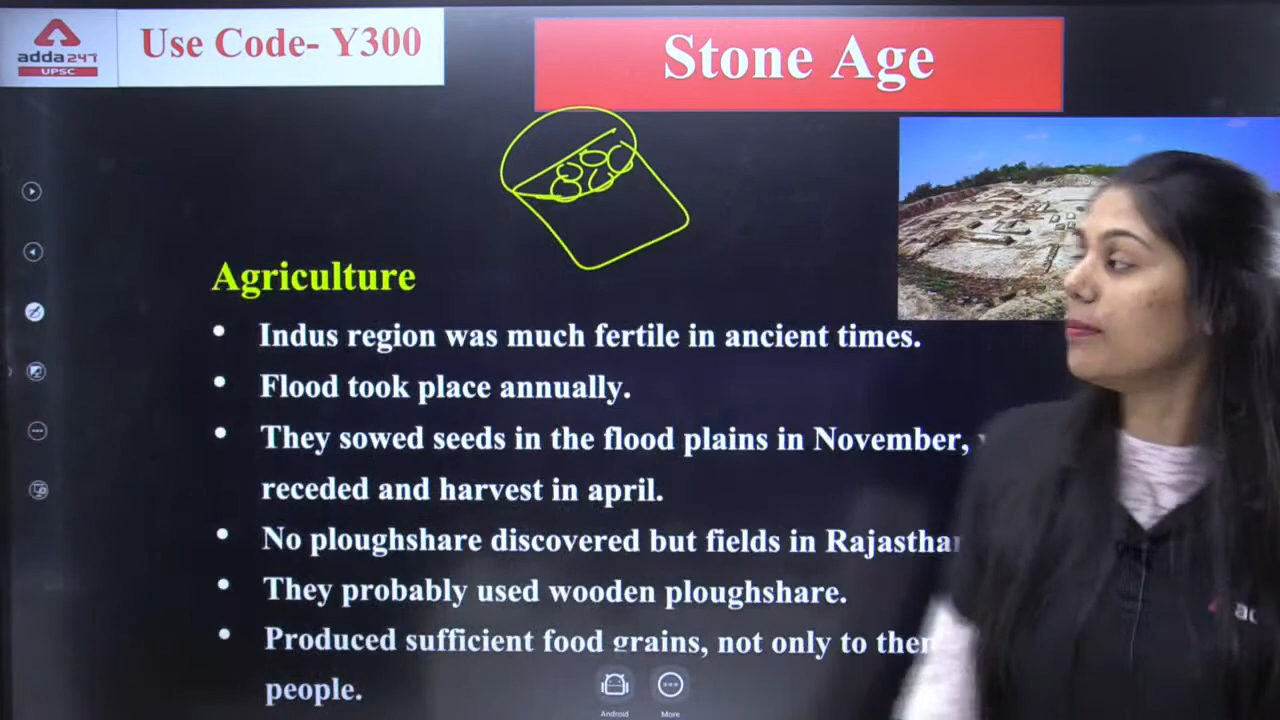 adda247
UPSC
Use Code- Y300
Stone Age
Agriculture
• Indus region was much fertile in ancient times.
• Flood took place annually.
• They sowed seeds in the flood plains in November,
receded and harvest in april.
• No ploughshare discovered but fields in
• They probably used wooden ploughshare.
• Produced sufficient food grains, not only to
people.
Android
More